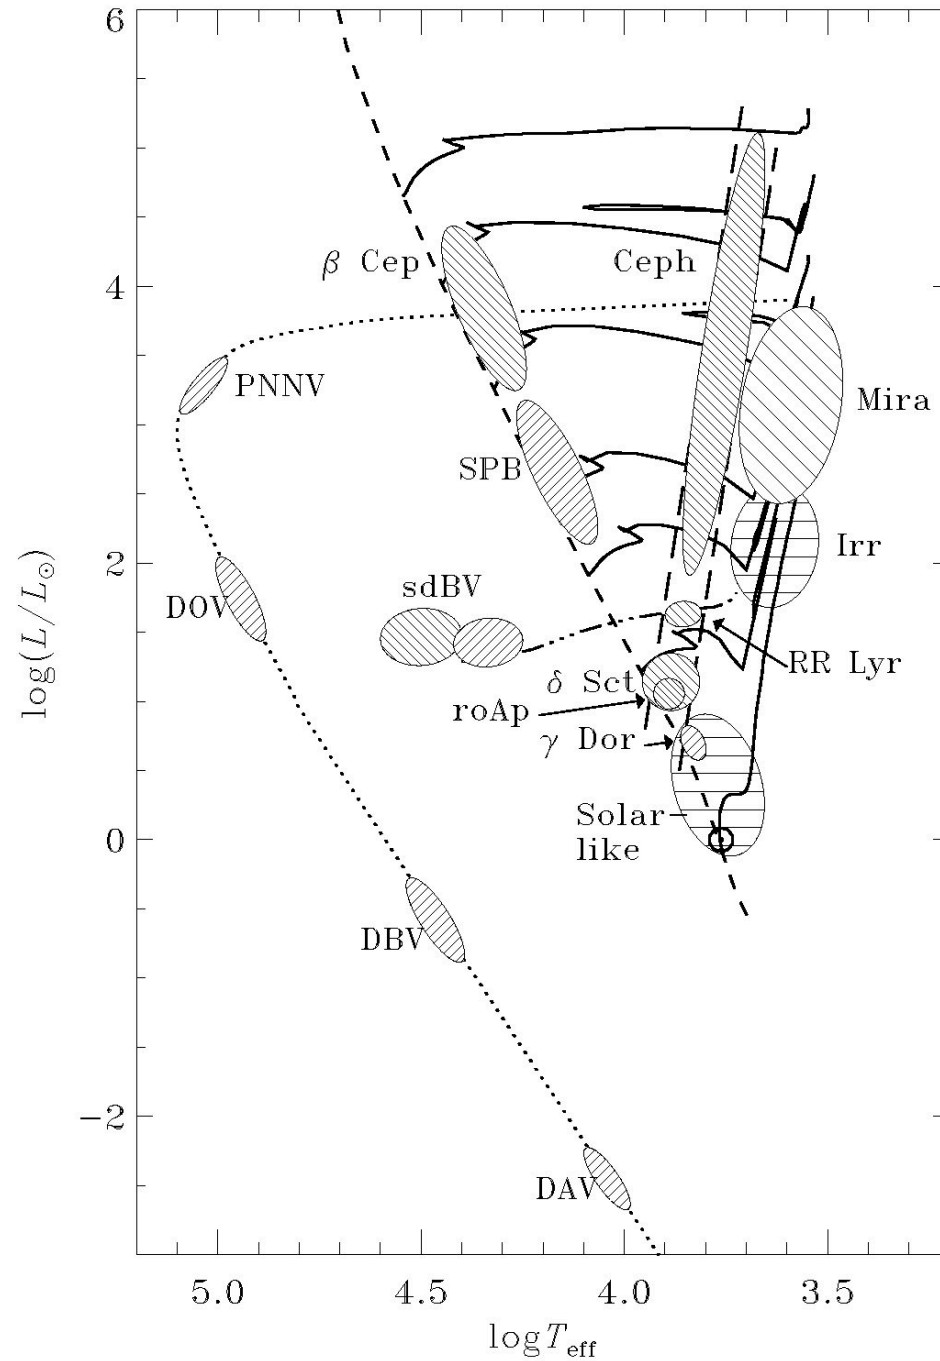 6
β Cep
Ceph
4
PNNV
Mira
SPB
Irr
2
sdBV
DOV
RR Lyr
δ Sct
roAp
γ Dor
Solar
like
0
DBV
−2
DAV
log(L/L☉)
5.0 4.5 4.0 3.5
log Teff